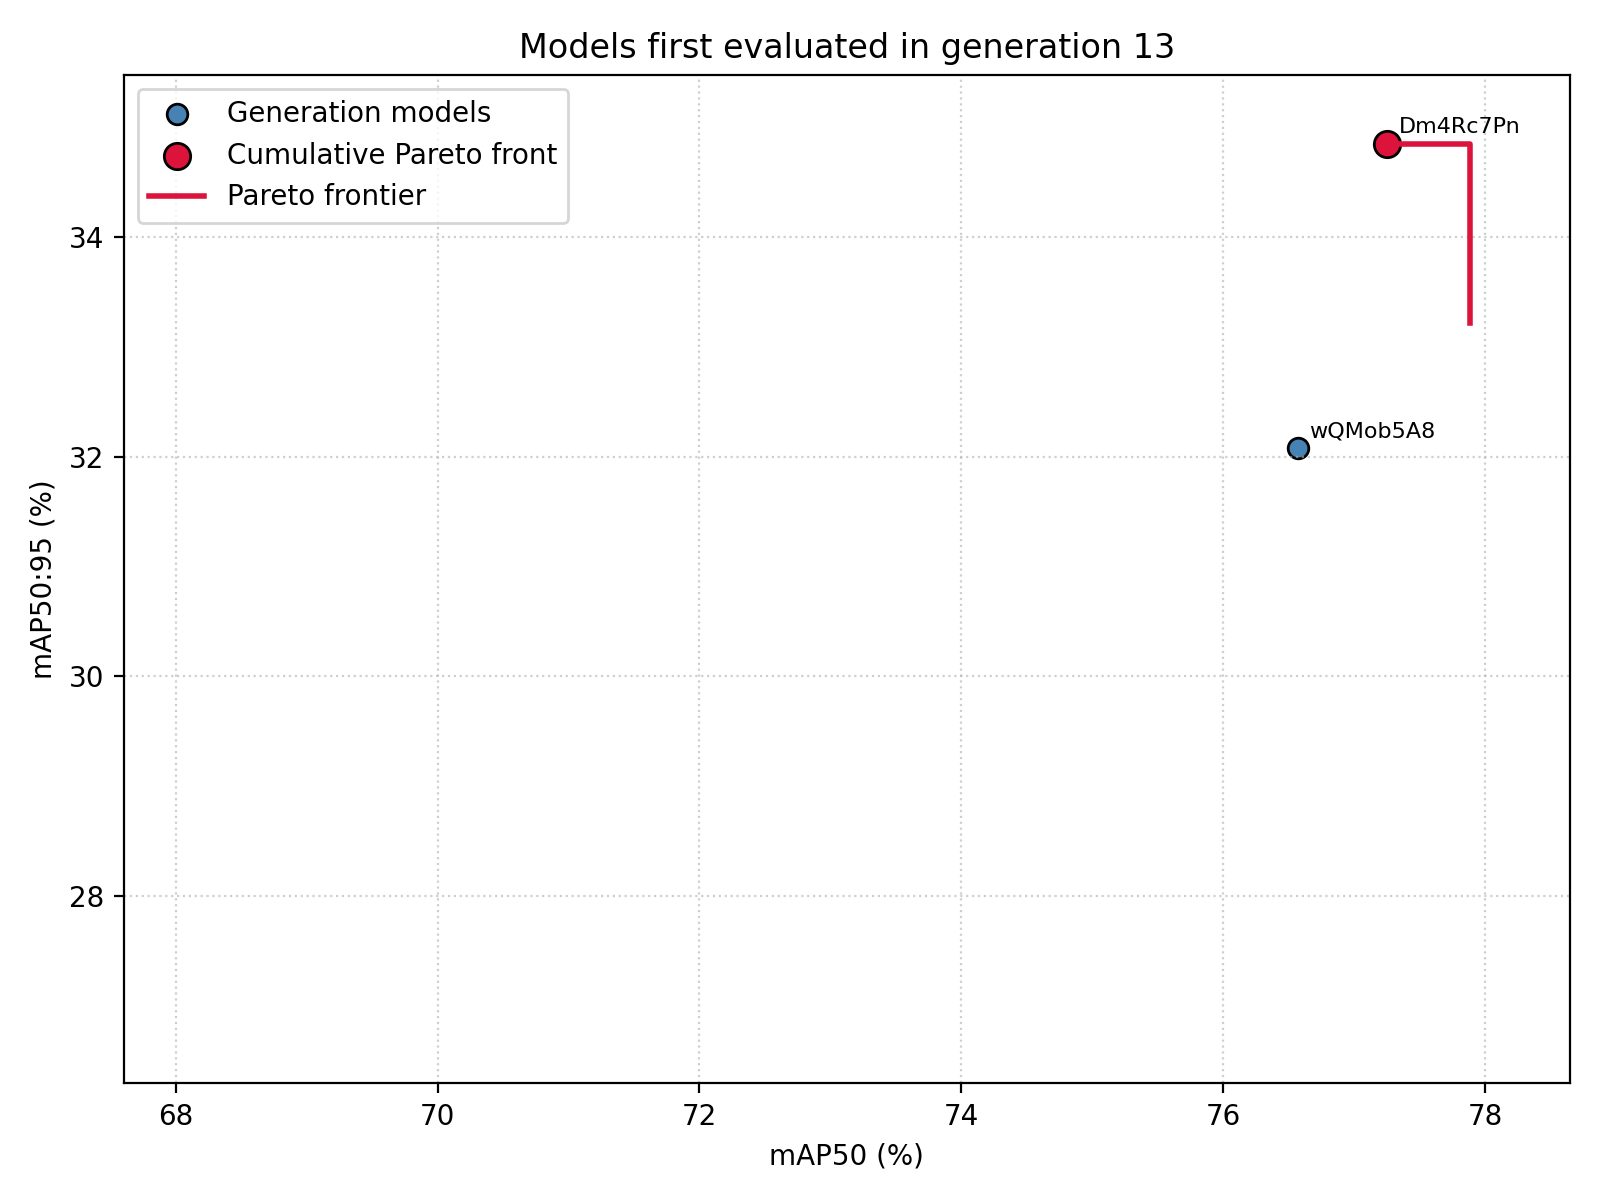 Models first evaluated in generation 13
Generation models
Cumulative Pareto front
Pareto frontier
Dm4Rc7Pn
wQMob5A8
34
32
30
28
mAP50:95 (%)
68
70
72
74
76
78
mAP50 (%)